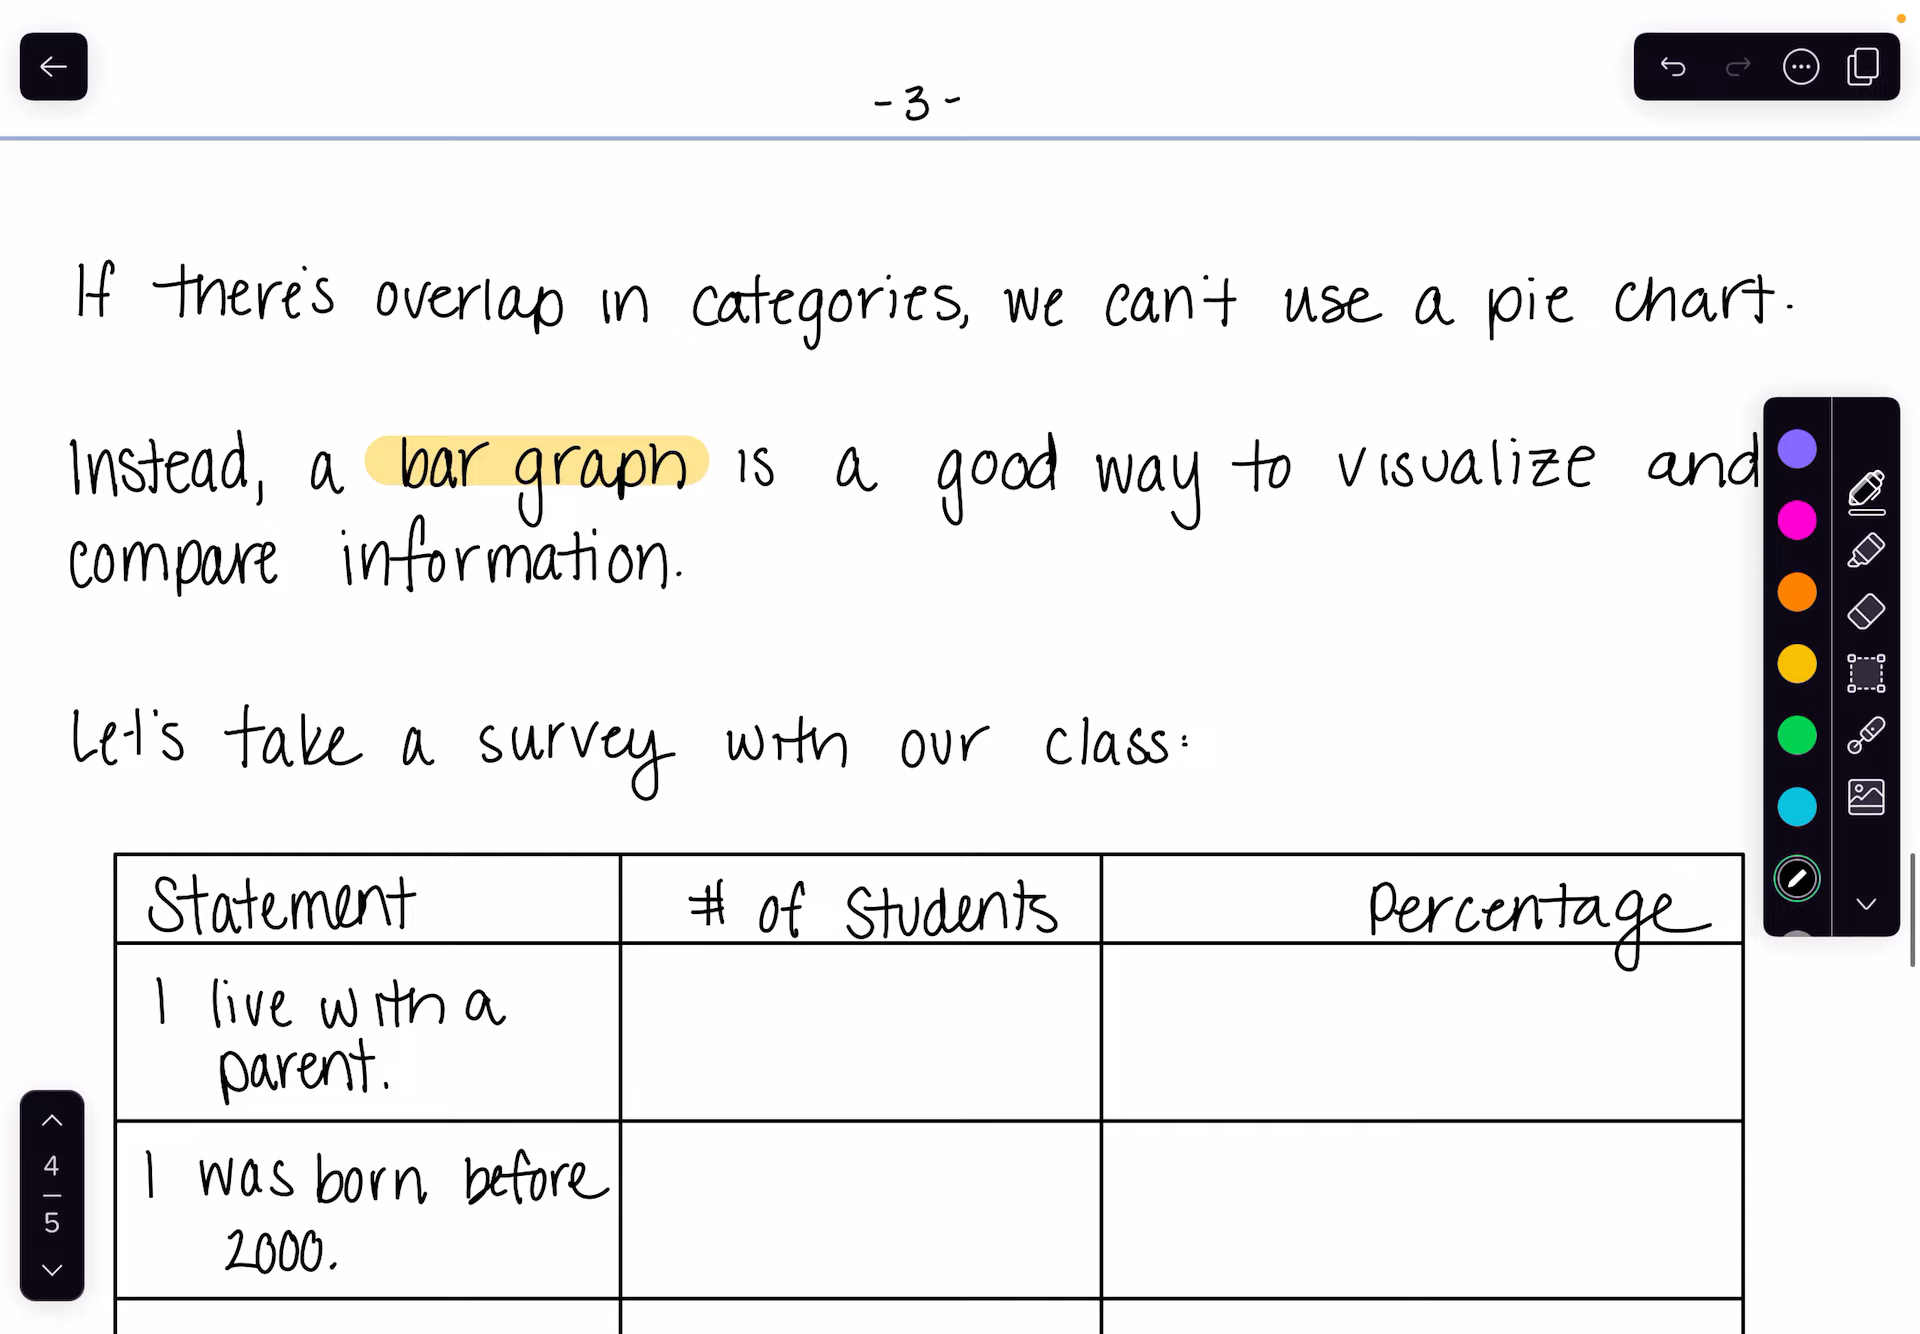 -3-
If there's overlap in categories, we can't use a pie chart.
Instead, a bar graph is a good way to visualize and
compare information.
Let's take a survey with our class:
Statement # of Students Percentage
I live with a
parent.
I was born before
2000.
4
5